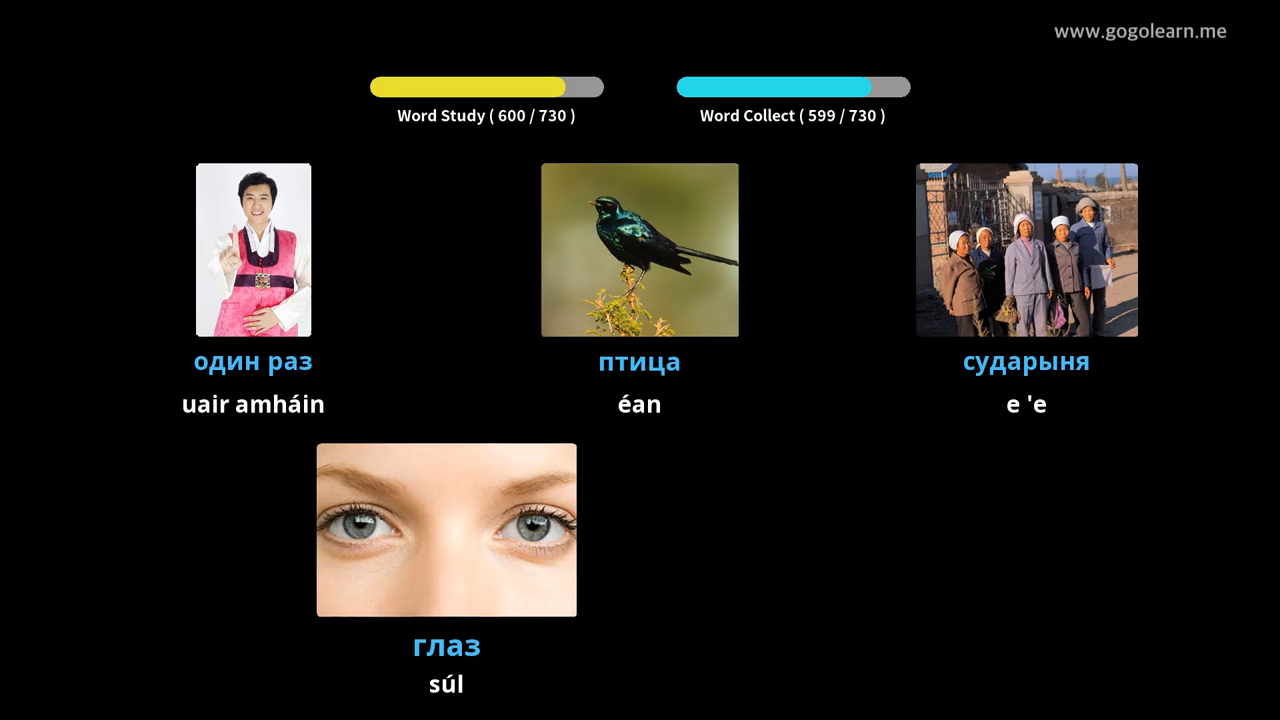 www.gogolearn.me
Word Study ( 600 / 730 )
Word Collect ( 599 / 730 )
один раз
uair amháin
птица
éan
сударыня
e 'e
глаз
súl